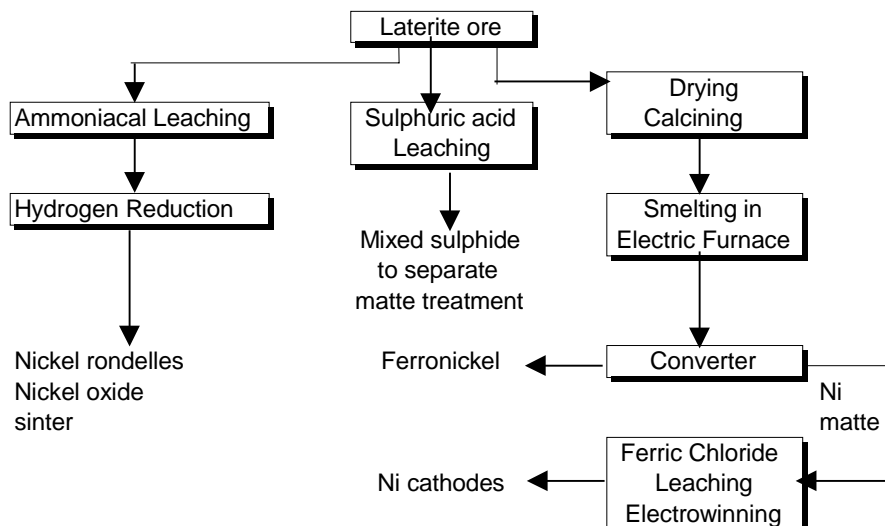 Laterite ore
Ammoniacal Leaching
Sulphuric acid
Leaching
Drying
Calcining
Hydrogen Reduction
Smelting in
Electric Furnace
Mixed sulphide
to separate
matte treatment
Nickel rondelles
Nickel oxide
sinter
Ferronickel
Converter
Ni
matte
Ni cathodes
Ferric Chloride
Leaching
Electrowinning